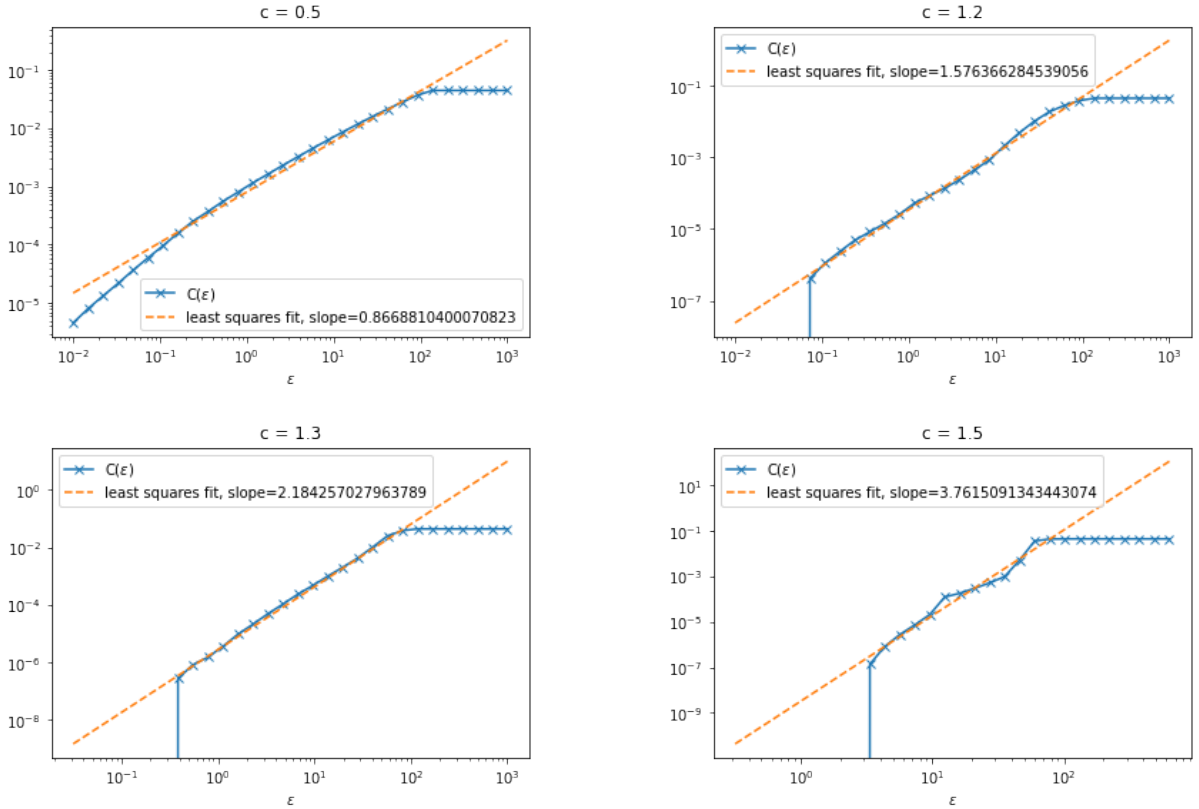 c = 0.5
10⁻¹
10⁻²
10⁻³
10⁻⁴
10⁻⁵
C(ε)
least squares fit, slope=0.8668810400070823
10⁻² 10⁻¹ 10⁰ 10¹ 10² 10³
ε
c = 1.2
C(ε)
least squares fit, slope=1.576366284539056
10⁻¹
10⁻³
10⁻⁵
10⁻⁷
10⁻² 10⁻¹ 10⁰ 10¹ 10² 10³
ε
c = 1.3
C(ε)
least squares fit, slope=2.184257027963789
10⁰
10⁻²
10⁻⁴
10⁻⁶
10⁻⁸
10⁻¹ 10⁰ 10¹ 10² 10³
ε
c = 1.5
C(ε)
least squares fit, slope=3.7615091343443074
10¹
10⁻¹
10⁻³
10⁻⁵
10⁻⁷
10⁻⁹
10⁰ 10¹ 10²
ε